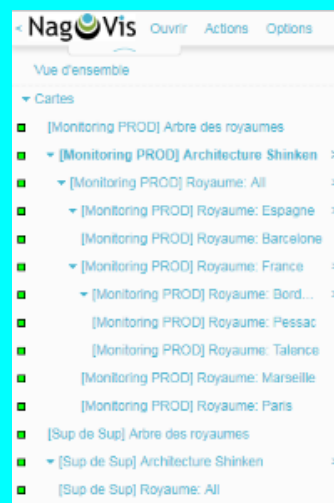 NagVis Ouvrir Actions Options
Vue d'ensemble
Cartes
[Monitoring PROD] Arbre des royaumes
[Monitoring PROD] Architecture Shinken
[Monitoring PROD] Royaume: All
[Monitoring PROD] Royaume: Espagne
[Monitoring PROD] Royaume: Barcelone
[Monitoring PROD] Royaume: France
[Monitoring PROD] Royaume: Bord...
[Monitoring PROD] Royaume: Pessac
[Monitoring PROD] Royaume: Talence
[Monitoring PROD] Royaume: Marseille
[Monitoring PROD] Royaume: Paris
[Sup de Sup] Arbre des royaumes
[Sup de Sup] Architecture Shinken
[Sup de Sup] Royaume: All